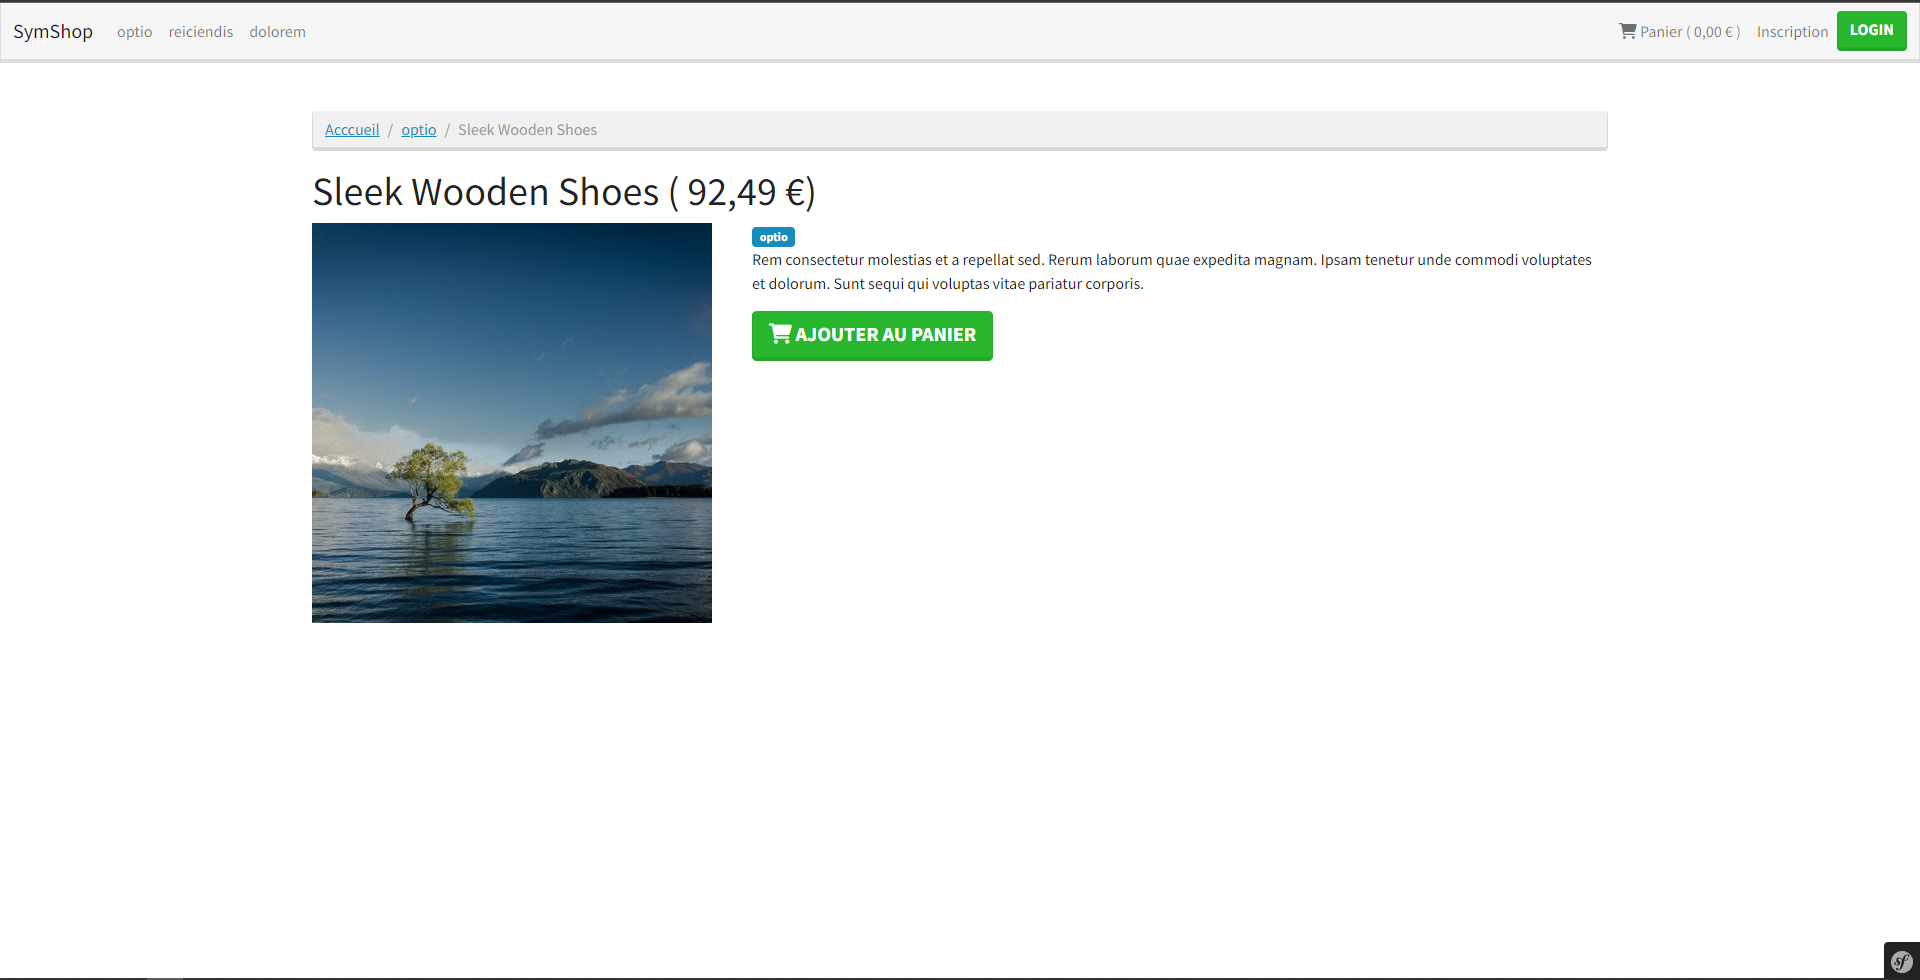 SymShop optio reiciendis dolorem Panier ( 0,00 € ) Inscription LOGIN
Acccueil / optio / Sleek Wooden Shoes
Sleek Wooden Shoes ( 92,49 €)
optio
Rem consectetur molestias et a repellat sed. Rerum laborum quae expedita magnam. Ipsam tenetur unde commodi voluptates
et dolorum. Sunt sequi qui voluptas vitae pariatur corporis.
AJOUTER AU PANIER
sf